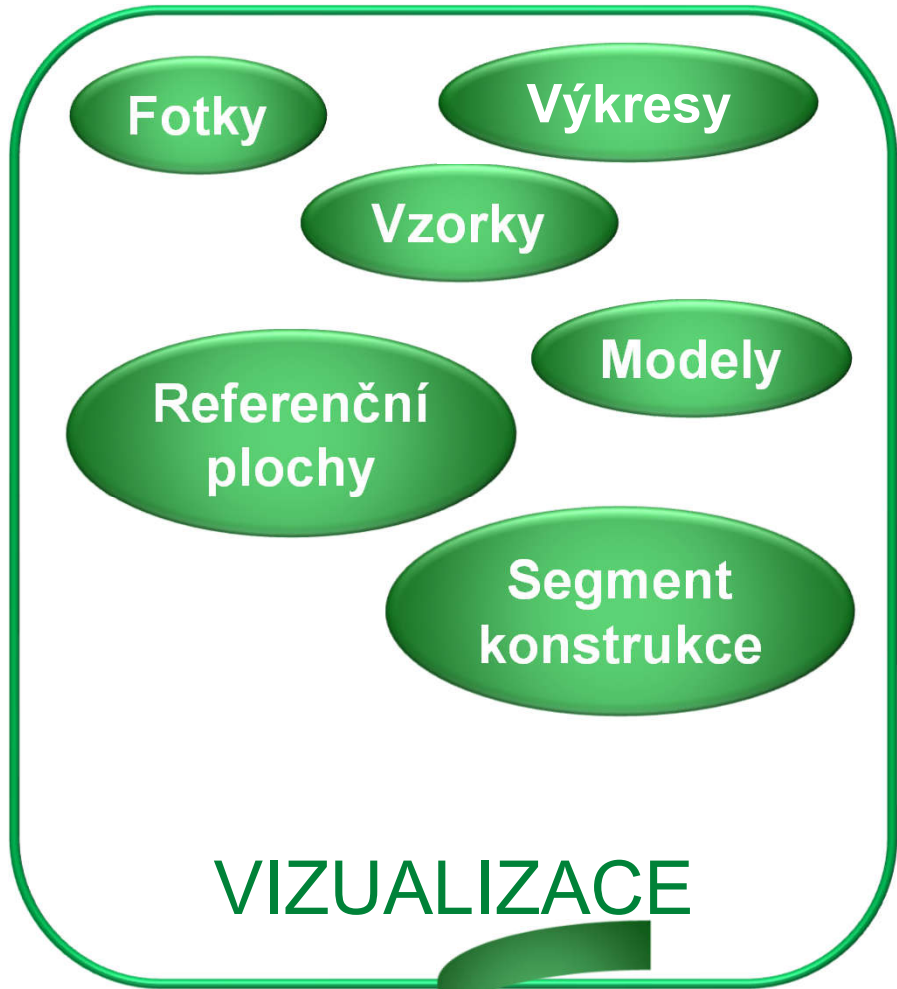 Fotky
Výkresy
Vzorky
Modely
Referenční
plochy
Segment
konstrukce
VIZUALIZACE